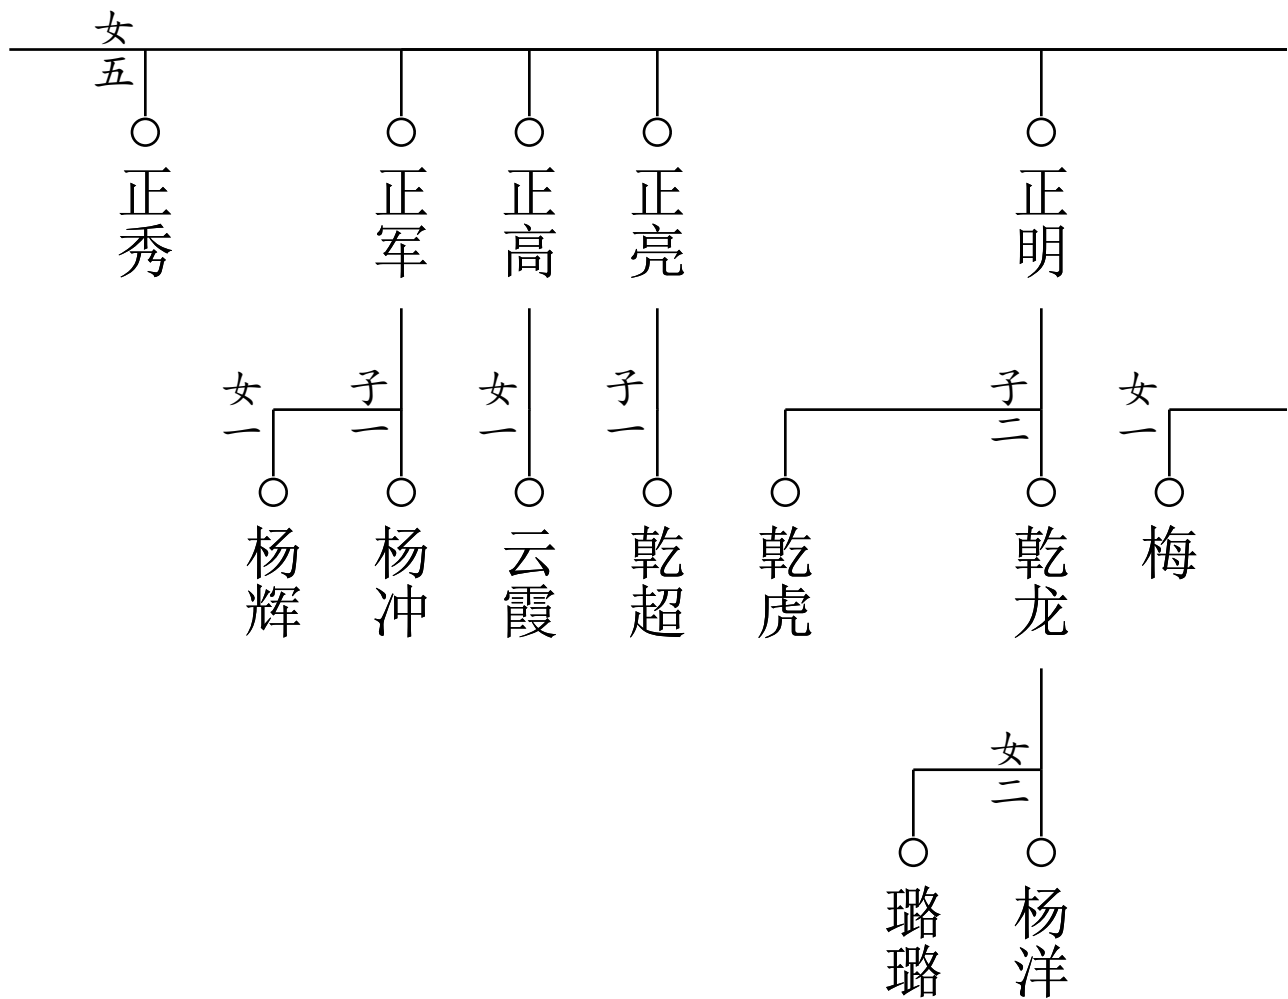 女五
正秀
正军
正高
正亮
正明
女一
子一
女一
子一
子二
女一
杨辉
杨冲
云霞
乾超
乾虎
乾龙
梅
女二
璐璐
杨洋